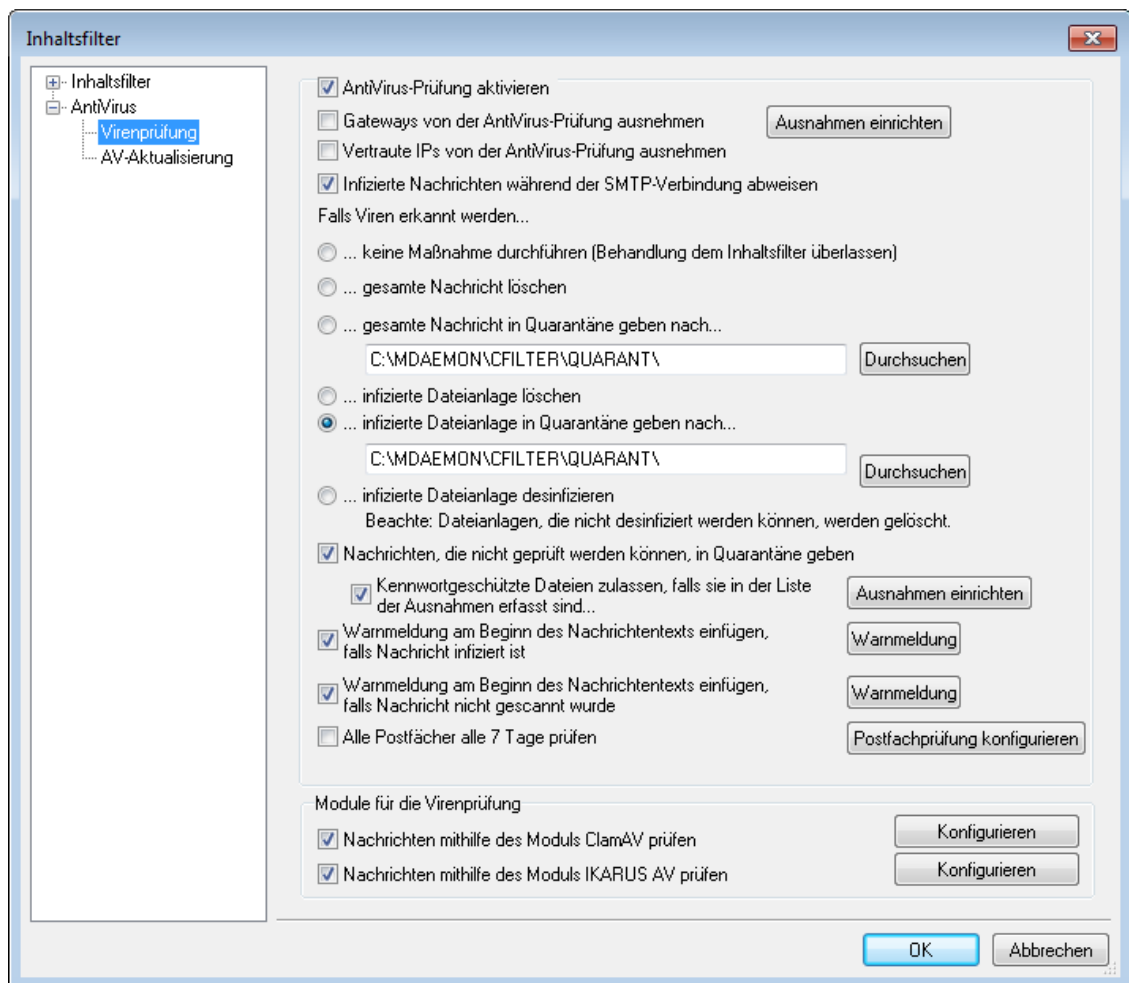 Inhaltsfilter
Inhaltsfilter
AntiVirus
Virenprüfung
AV-Aktualisierung
AntiVirus-Prüfung aktivieren
Gateways von der AntiVirus-Prüfung ausnehmen
Ausnahmen einrichten
Vertraute IPs von der AntiVirus-Prüfung ausnehmen
Infizierte Nachrichten während der SMTP-Verbindung abweisen
Falls Viren erkannt werden...
... keine Maßnahme durchführen (Behandlung dem Inhaltsfilter überlassen)
... gesamte Nachricht löschen
... gesamte Nachricht in Quarantäne geben nach...
C:\MDAEMON\CFILTER\QUARANT\
Durchsuchen
... infizierte Dateianlage löschen
... infizierte Dateianlage in Quarantäne geben nach...
C:\MDAEMON\CFILTER\QUARANT\
Durchsuchen
... infizierte Dateianlage desinfizieren
Beachte: Dateianlagen, die nicht desinfiziert werden können, werden gelöscht.
Nachrichten, die nicht geprüft werden können, in Quarantäne geben
Kennwortgeschützte Dateien zulassen, falls sie in der Liste
der Ausnahmen erfasst sind...
Ausnahmen einrichten
Warnmeldung am Beginn des Nachrichtentexts einfügen,
falls Nachricht infiziert ist
Warnmeldung
Warnmeldung am Beginn des Nachrichtentexts einfügen,
falls Nachricht nicht gescannt wurde
Warnmeldung
Alle Postfächer alle 7 Tage prüfen
Postfachprüfung konfigurieren
Module für die Virenprüfung
Nachrichten mithilfe des Moduls ClamAV prüfen
Konfigurieren
Nachrichten mithilfe des Moduls IKARUS AV prüfen
Konfigurieren
OK
Abbrechen